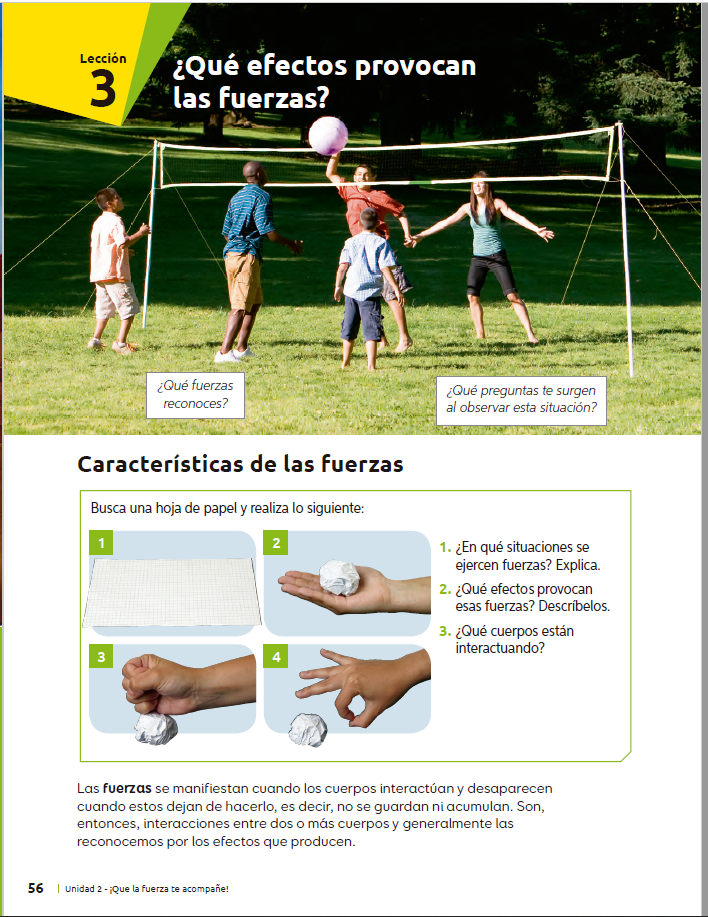 Lección
3
¿Qué efectos provocan
las fuerzas?
¿Qué fuerzas
reconoces?
¿Qué preguntas te surgen
al observar esta situación?
Características de las fuerzas
Busca una hoja de papel y realiza lo siguiente:
1
2
3
4
1. ¿En qué situaciones se
ejercen fuerzas? Explica.
2. ¿Qué efectos provocan
esas fuerzas? Descríbelos.
3. ¿Qué cuerpos están
interactuando?
Las fuerzas se manifiestan cuando los cuerpos interactúan y desaparecen
cuando estos dejan de hacerlo, es decir, no se guardan ni acumulan. Son,
entonces, interacciones entre dos o más cuerpos y generalmente las
reconocemos por los efectos que producen.
56 Unidad 2 - ¡Que la fuerza te acompañe!